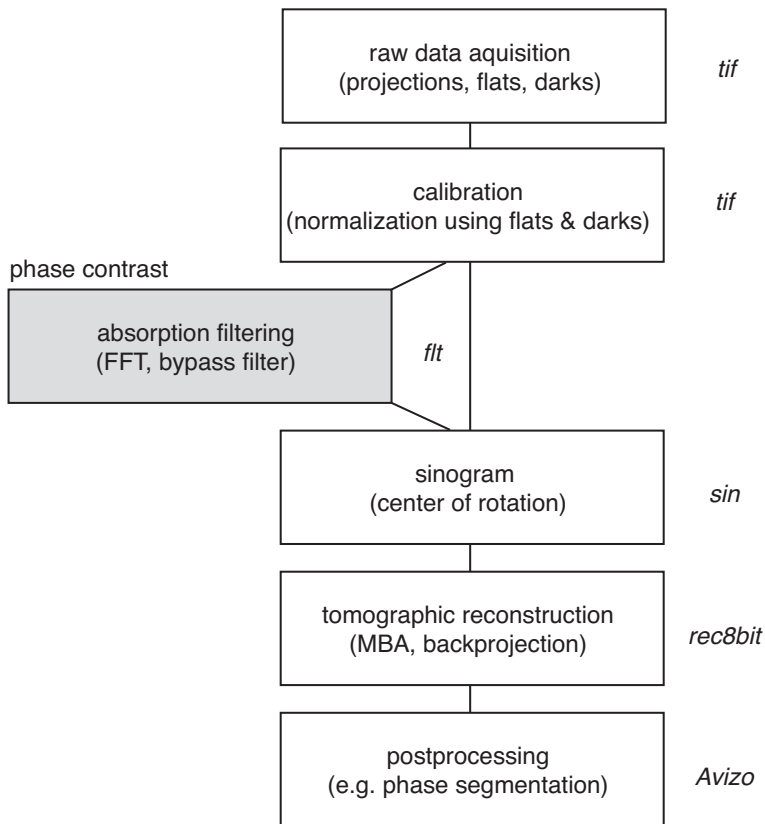 raw data aquisition
(projections, flats, darks)
tif
calibration
(normalization using flats & darks)
tif
phase contrast
absorption filtering
(FFT, bypass filter)
flt
sinogram
(center of rotation)
sin
tomographic reconstruction
(MBA, backprojection)
rec8bit
postprocessing
(e.g. phase segmentation)
Avizo